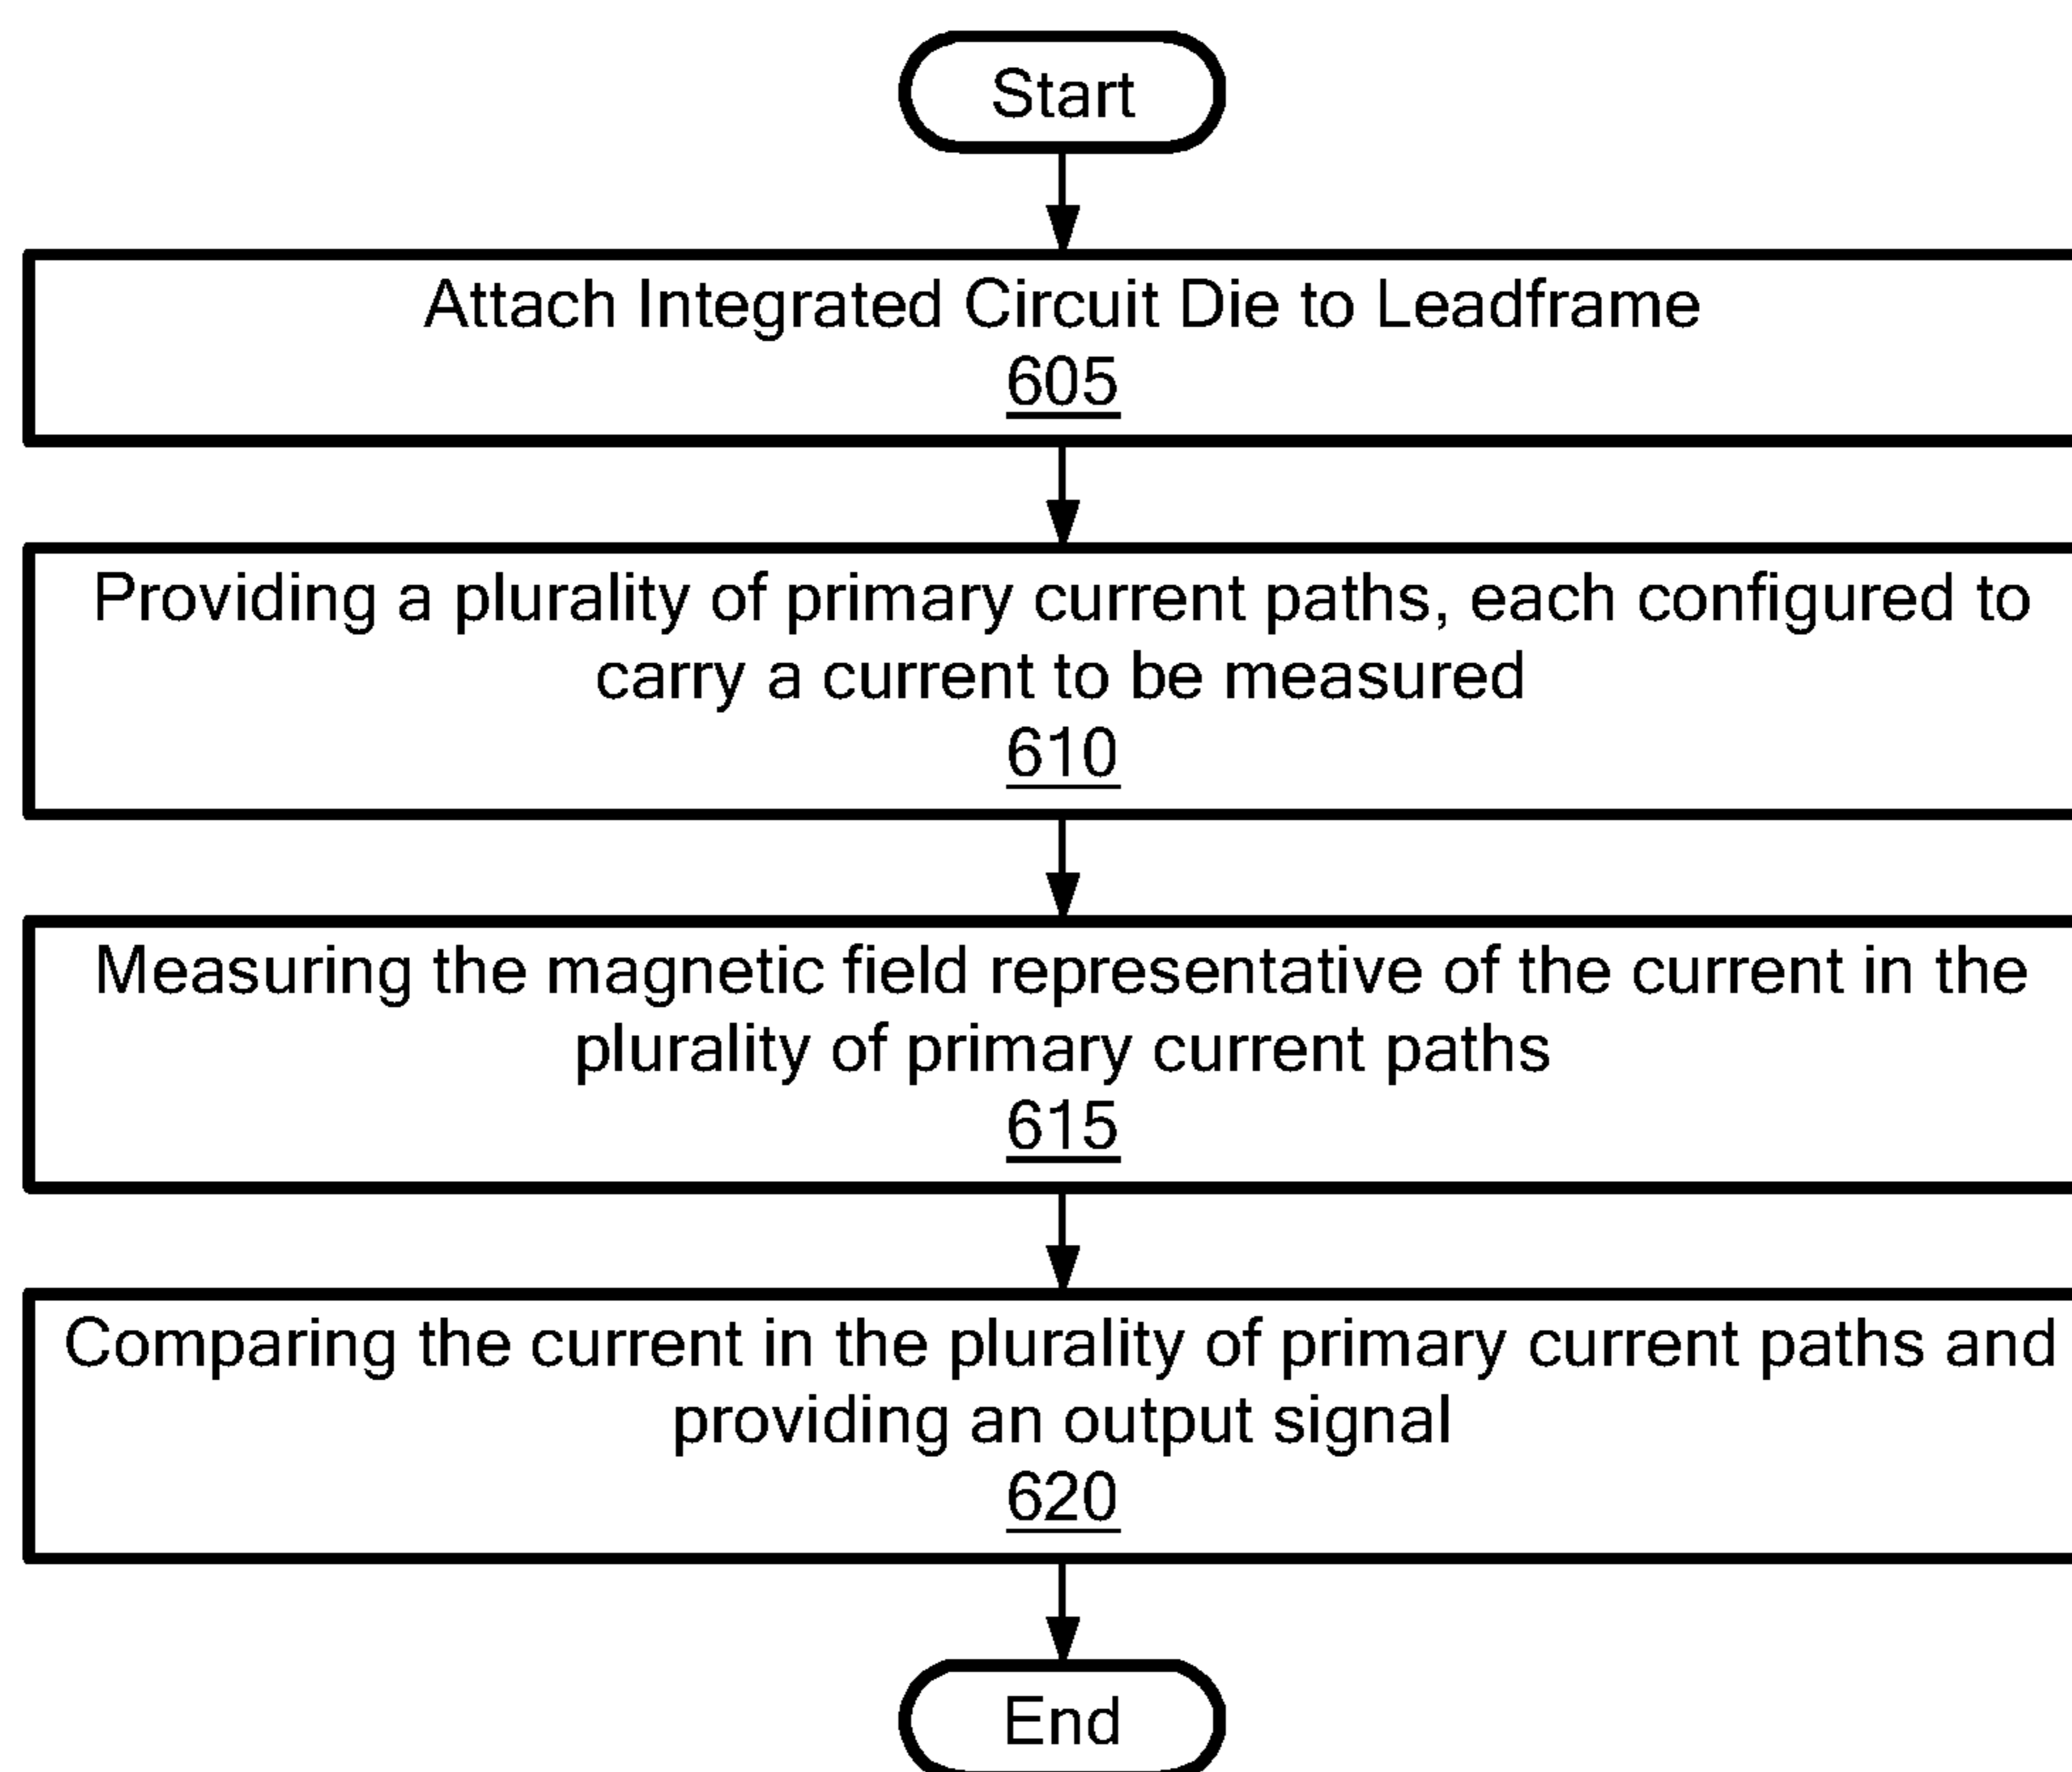 Start
Attach Integrated Circuit Die to Leadframe
605
Providing a plurality of primary current paths, each configured to
carry a current to be measured
610
Measuring the magnetic field representative of the current in the
plurality of primary current paths
615
Comparing the current in the plurality of primary current paths and
providing an output signal
620
End